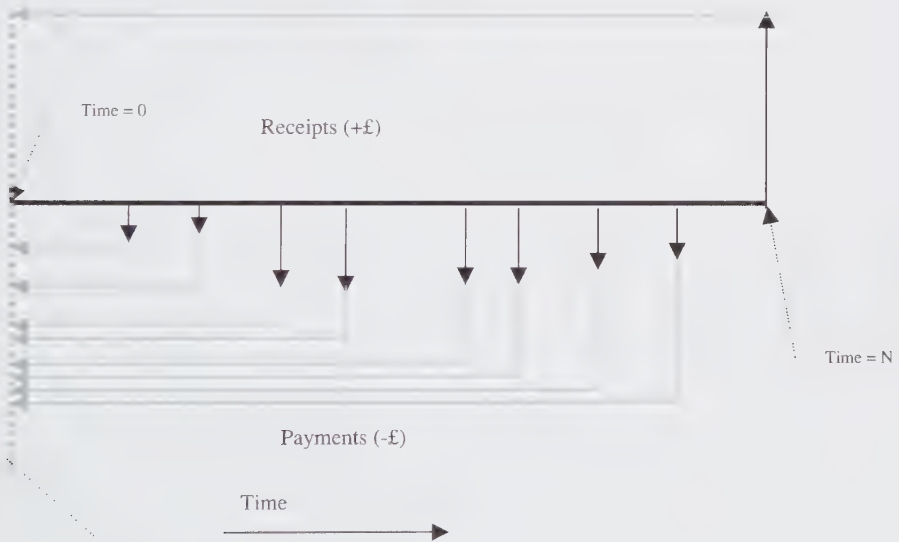 Time = 0
Receipts (+£)
Time = N
Payments (-£)
Time